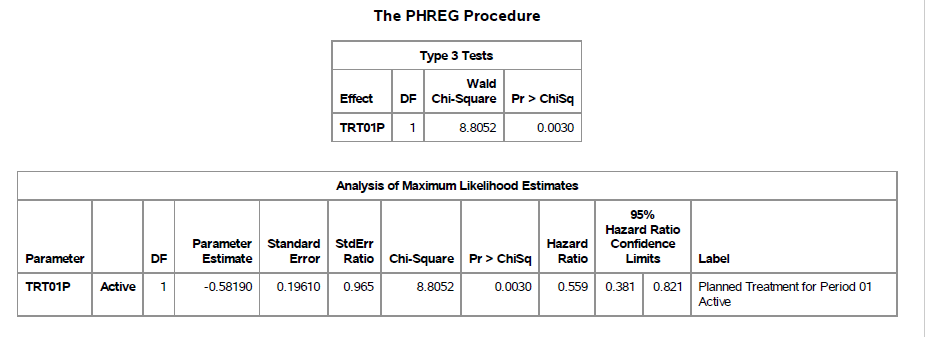 The PHREG Procedure
Type 3 Tests
Effect DF Wald Chi-Square Pr > ChiSq
TRT01P 1 8.8052 0.0030
Analysis of Maximum Likelihood Estimates
Parameter DF Parameter Estimate Standard Error StdErr Ratio Chi-Square Pr > ChiSq Hazard Ratio 95% Hazard Ratio Confidence Limits Label
TRT01P Active 1 -0.58190 0.19610 0.965 8.8052 0.0030 0.559 0.381 0.821 Planned Treatment for Period 01 Active